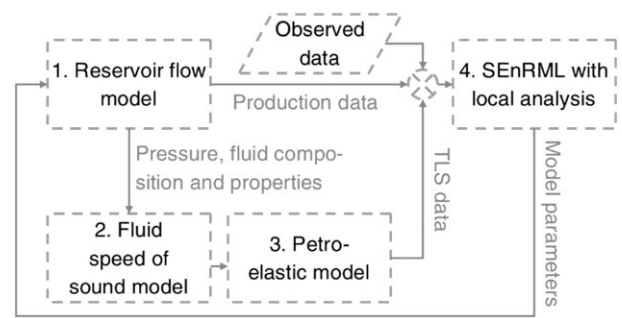 Observed
data
1. Reservoir flow
model
4. SEnRML with
local analysis
Production data
Pressure, fluid compo-
sition and properties
TLS data
Model parameters
2. Fluid
speed of
sound model
3. Petro-
elastic model